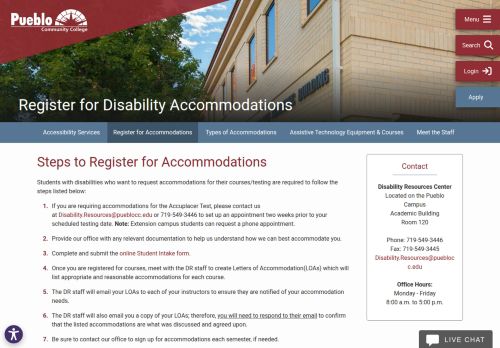 Pueblo
Community College
Menu
Search
Login
Apply
Register for Disability Accommodations
Accessibility Services
Register for Accommodations
Types of Accommodations
Assistive Technology Equipment & Courses
Meet the Staff
Steps to Register for Accommodations
Students with disabilities who want to request accommodations for their courses/testing are required to follow the
steps listed below:
1. If you are requiring accommodations for the Accuplacer Test, please contact us
at Disability.Resources@pueblocc.edu or 719-549-3446 to set up an appointment two weeks prior to your
scheduled testing date. Note: Extension campus students can request a phone appointment.
2. Provide our office with any relevant documentation to help us understand how we can best accommodate you.
3. Complete and submit the online Student Intake form.
4. Once you are registered for courses, meet with the DR staff to create Letters of Accommodation(LOAs) which will
list appropriate and reasonable accommodations for each course.
5. The DR staff will email your LOAs to each of your instructors to ensure they are notified of your accommodation
needs.
6. The DR staff will also email you a copy of your LOAs; therefore, you will need to respond to their email to confirm
that the listed accommodations are what was discussed and agreed upon.
7. Be sure to contact our office to sign up for accommodations each semester, if needed.
Contact
Disability Resources Center
Located on the Pueblo
Campus
Academic Building
Room 120
Phone: 719-549-3446
Fax: 719-549-3445
Disability.Resources@puebloc
c.edu
Office Hours:
Monday - Friday
8:00 a.m. to 5:00 p.m.
LIVE CHAT